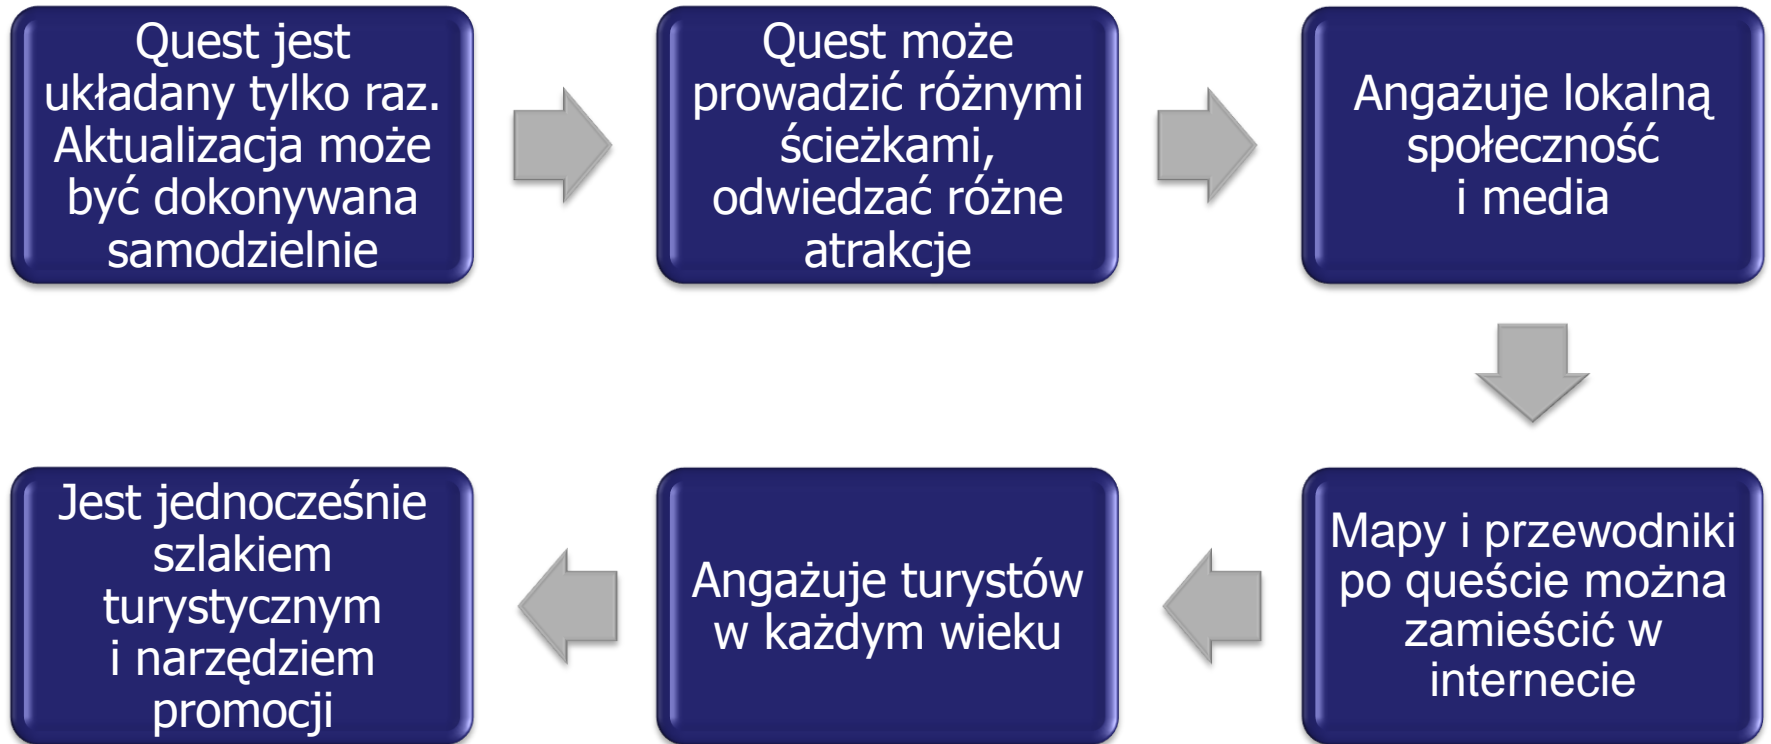 Quest jest
układany tylko raz.
Aktualizacja może
być dokonywana
samodzielnie
Quest może
prowadzić różnymi
ścieżkami,
odwiedzać różne
atrakcje
Angażuje lokalną
społeczność
i media
Mapy i przewodniki
po queście można
zamieścić w
internecie
Angażuje turystów
w każdym wieku
Jest jednocześnie
szlakiem
turystycznym
i narzędziem
promocji